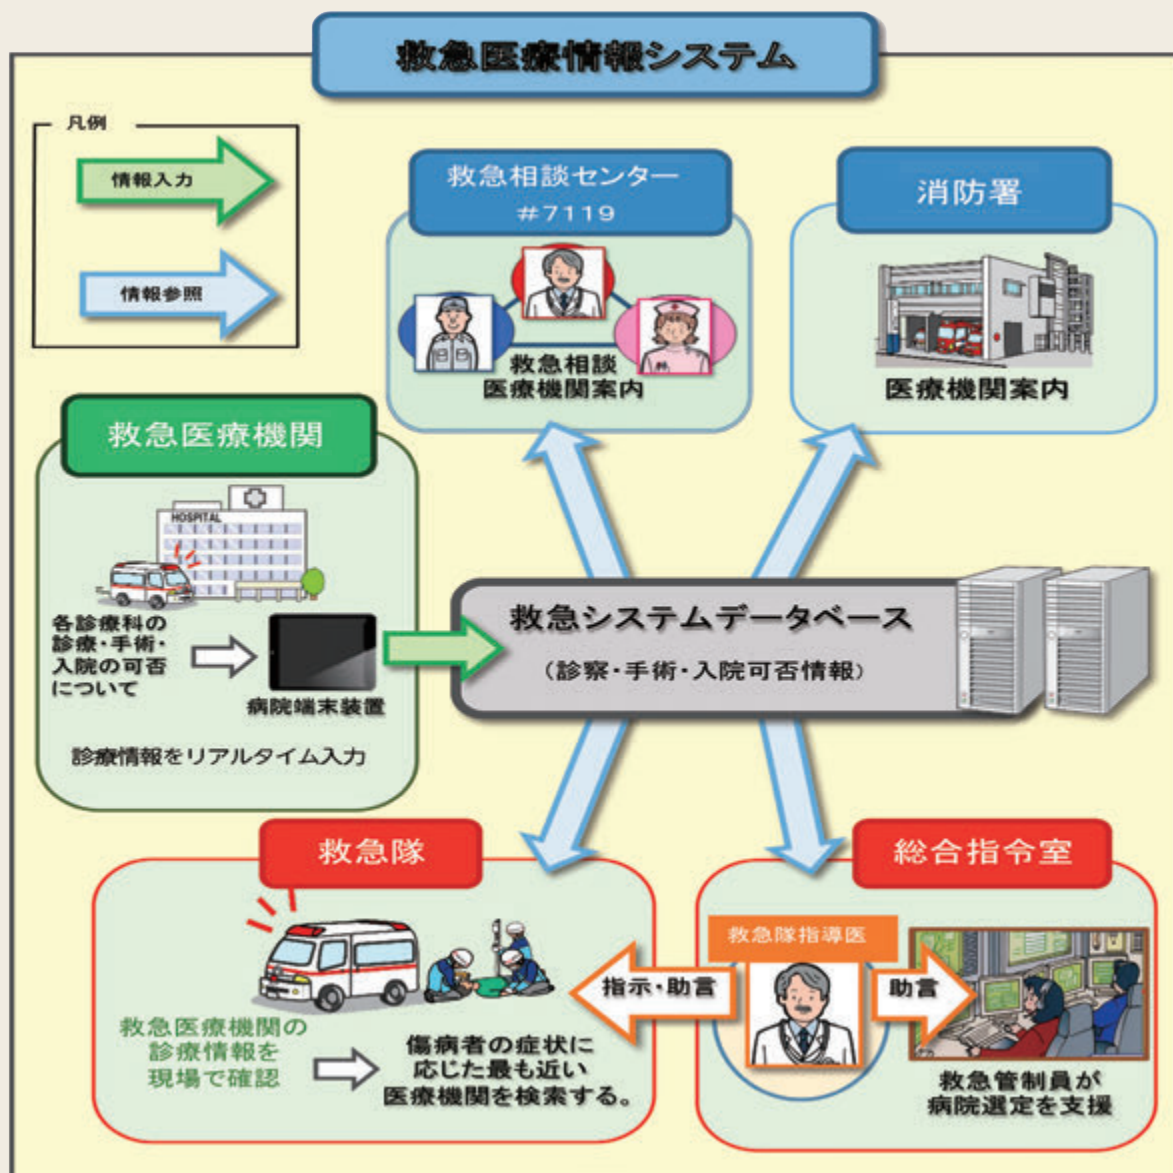 救急医療情報システム
凡例
情報入力
情報参照
救急相談センター
#7119
救急相談
医療機関案内
消防署
医療機関案内
救急医療機関
HOSPITAL
各診療科の
診療・手術・
入院の可否
について
病院端末装置
診療情報をリアルタイム入力
救急システムデータベース
（診察・手術・入院可否情報）
救急隊
救急医療機関の
診療情報を
現場で確認
傷病者の症状に
応じた最も近い
医療機関を検索する。
総合指令室
救急隊指導医
指示・助言
助言
救急管制員が
病院選定を支援